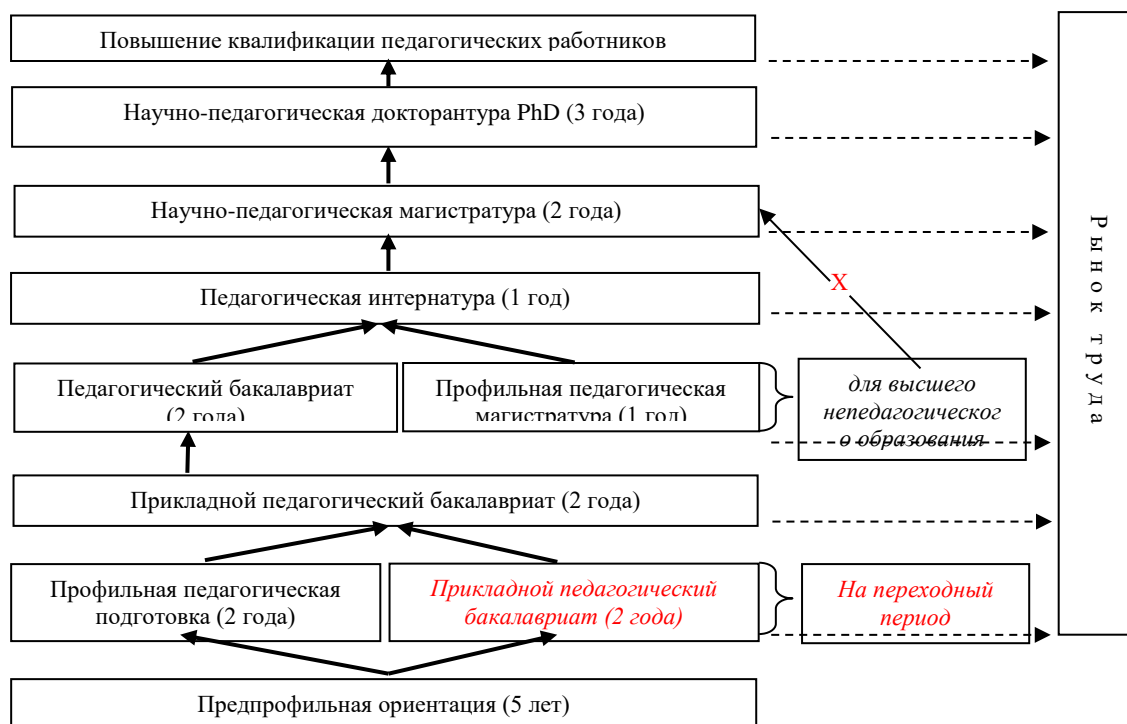 Повышение квалификации педагогических работников
Научно-педагогическая докторантура PhD (3 года)
Научно-педагогическая магистратура (2 года)
X
Педагогическая интернатура (1 год)
Педагогический бакалавриат
(2 года)
Профильная педагогическая
магистратура (1 год)
для высшего
непедагогическог
о образования
Прикладной педагогический бакалавриат (2 года)
Профильная педагогическая
подготовка (2 года)
Прикладной педагогический
бакалавриат (2 года)
На переходный
период
Предпрофильная ориентация (5 лет)
Рынок труда